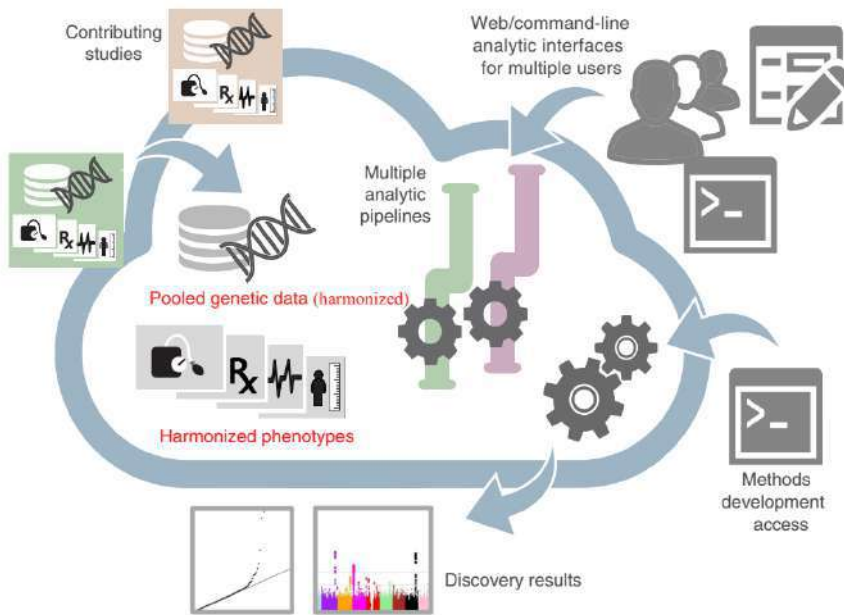 Contributing
studies
Web/command-line
analytic interfaces
for multiple users
Multiple
analytic
pipelines
Pooled genetic data (harmonized)
Rx
Rx
Rx
Harmonized phenotypes
>_
>_
Methods
development
access
Discovery results